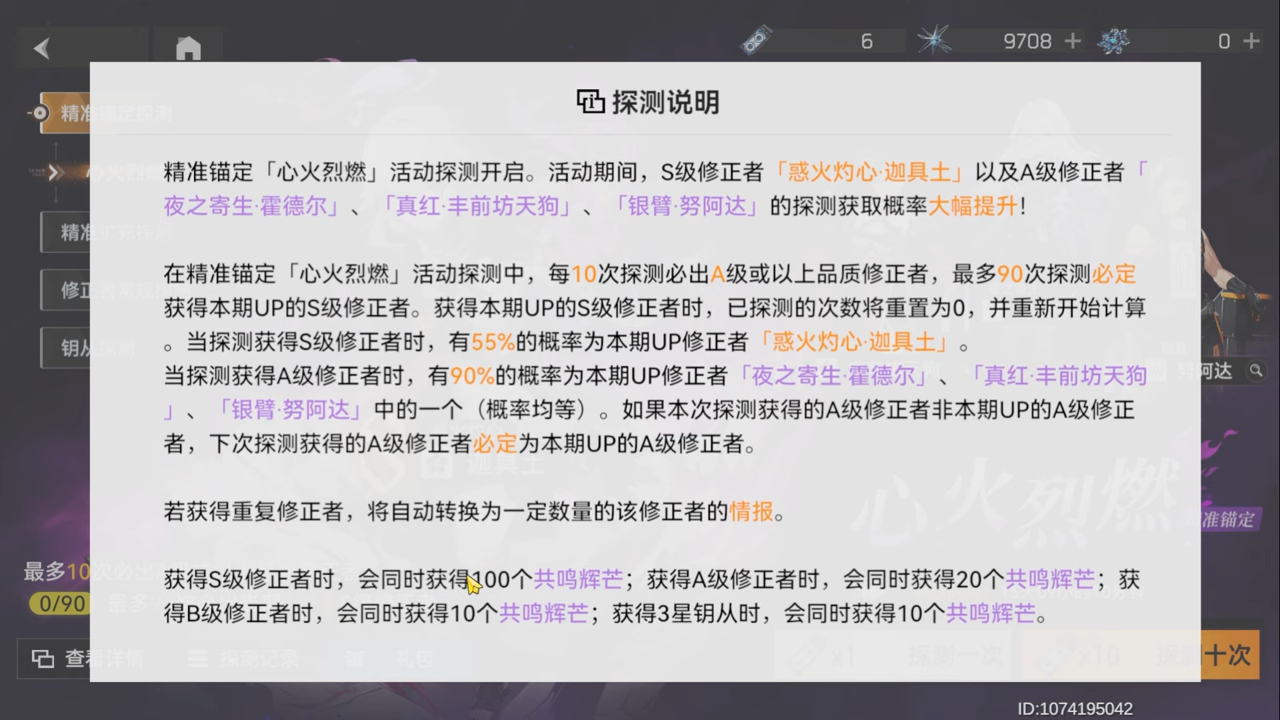 6
9708
0
探测说明
精准锚定探测
精准锚定「心火烈燃」活动探测开启。活动期间，S级修正者「惑火灼心·迦具土」以及A级修正者「
夜之寄生·霍德尔」、「真红·丰前坊天狗」、「银臂·努阿达」的探测获取概率大幅提升！
在精准锚定「心火烈燃」活动探测中，每10次探测必出A级或以上品质修正者，最多90次探测必定
获得本期UP的S级修正者。获得本期UP的S级修正者时，已探测的次数将重置为0，并重新开始计算
。当探测获得S级修正者时，有55%的概率为本期UP修正者「惑火灼心·迦具土」。
当探测获得A级修正者时，有90%的概率为本期UP修正者「夜之寄生·霍德尔」、「真红·丰前坊天狗
」、「银臂·努阿达」中的一个（概率均等）。如果本次探测获得的A级修正者非本期UP的A级修正
者，下次探测获得的A级修正者必定为本期UP的A级修正者。
若获得重复修正者，将自动转换为一定数量的该修正者的情报。
获得S级修正者时，会同时获得100个共鸣辉芒；获得A级修正者时，会同时获得20个共鸣辉芒；获
得B级修正者时，会同时获得10个共鸣辉芒；获得3星钥从时，会同时获得10个共鸣辉芒。
心火烈燃
准锚定
最多10次必出
0/90
查看详情
探测记录
礼包
x1
探测一次
x10
探测十次
ID:1074195042